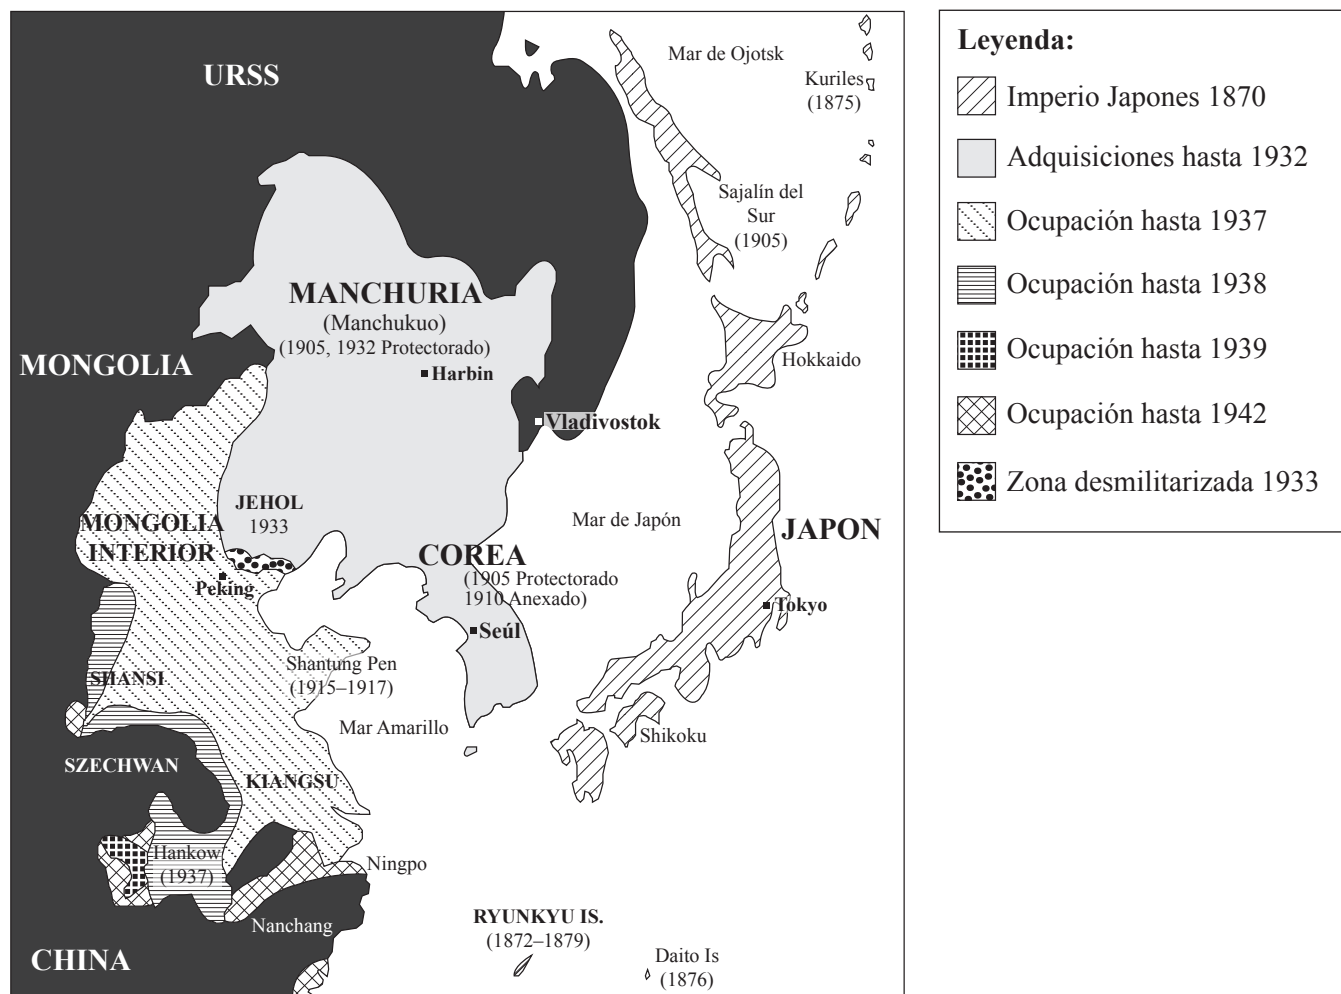 URSS
Mar de Ojotsk
Kuriles
(1875)
Sajalín del
Sur
(1905)
MANCHURIA
(Manchukuo)
(1905, 1932 Protectorado)
Harbin
MONGOLIA
Hokkaido
Vladivostok
JEHOL
1933
MONGOLIA
INTERIOR
Peking
Mar de Japón
JAPON
COREA
(1905 Protectorado
1910 Anexado)
Seúl
Tokyo
Shantung Pen
(1915–1917)
SHANSI
Mar Amarillo
Shikoku
SZECHWAN
KIANGSU
Hankow
(1937)
Ningpo
Nanchang
RYUNKYU IS.
(1872–1879)
Daito Is
(1876)
CHINA
Leyenda:
Imperio Japones 1870
Adquisiciones hasta 1932
Ocupación hasta 1937
Ocupación hasta 1938
Ocupación hasta 1939
Ocupación hasta 1942
Zona desmilitarizada 1933